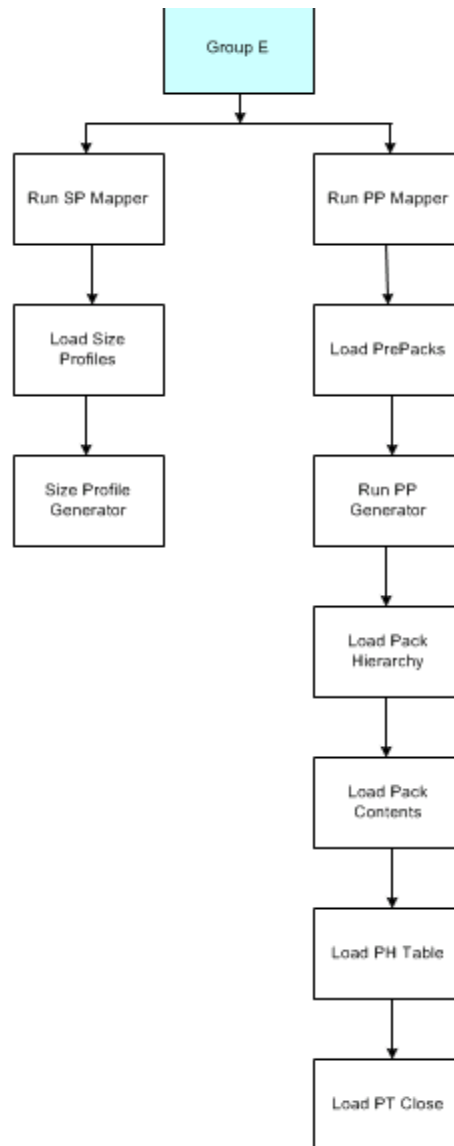 Group E
Run SP Mapper
Run PP Mapper
Load Size
Profiles
Load PrePacks
Size Profile
Generator
Run PP
Generator
Load Pack
Hierarchy
Load Pack
Contents
Load PH Table
Load PT Close